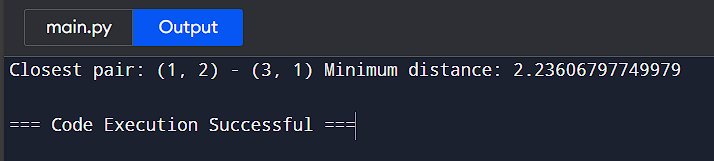 main.py Output
Closest pair: (1, 2) - (3, 1) Minimum distance: 2.23606797749979
=== Code Execution Successful ===